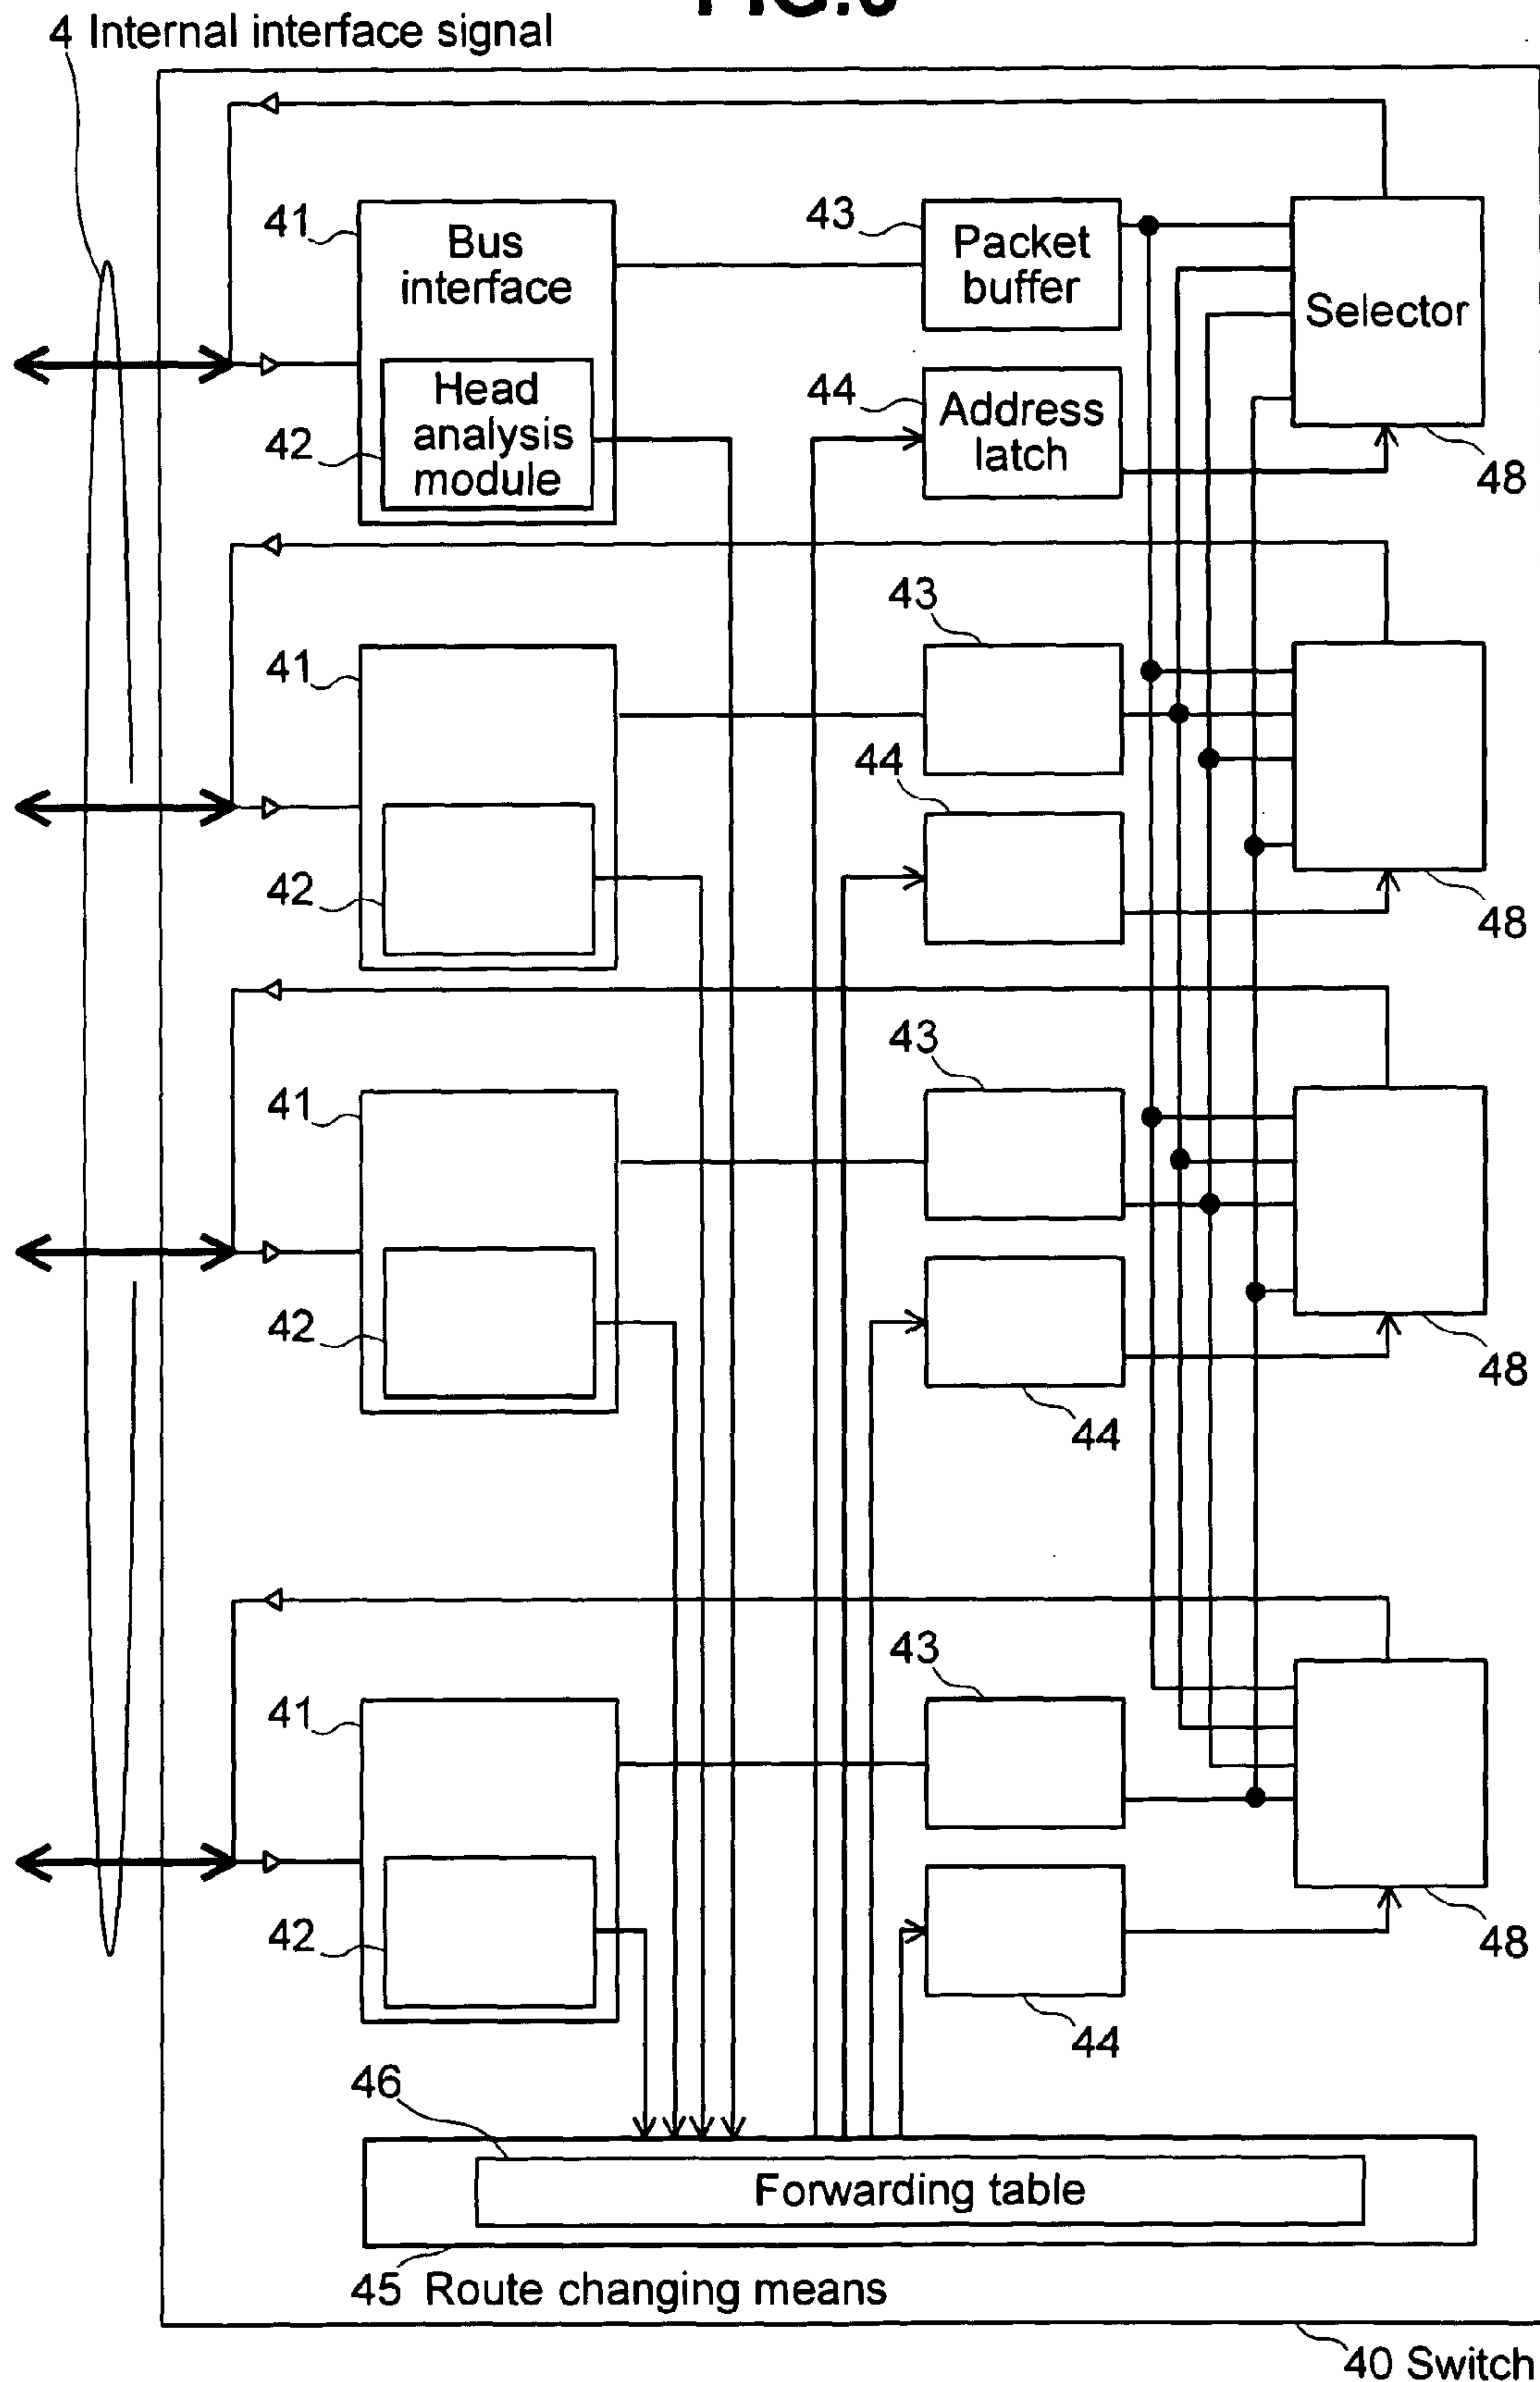 4 Internal interface signal
41
Bus
interface
42
Head
analysis
module
43
Packet
buffer
44
Address
latch
Selector
48
41
42
43
44
48
41
42
43
44
48
41
42
43
44
48
46
Forwarding table
45 Route changing means
40 Switch